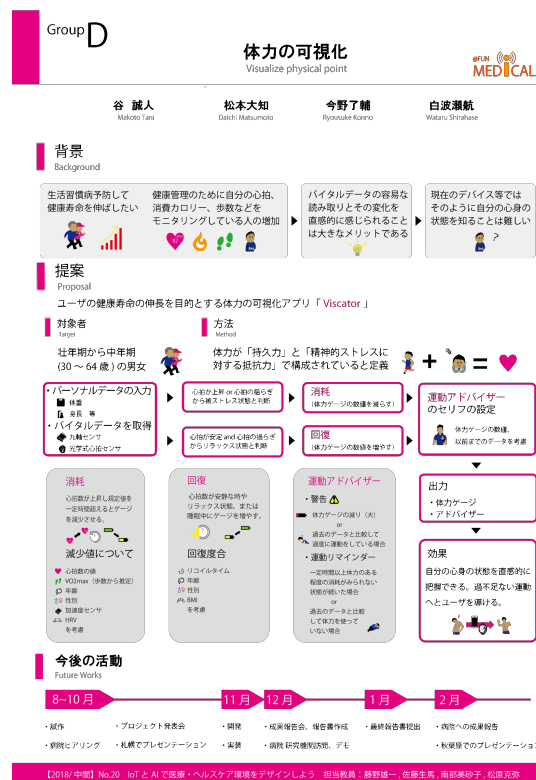 Group D
体力の可視化
Visualize physical point
@FUN
MEDICAL
谷 誠人
Makoto Tani
松本大知
Daichi Matsumoto
今野了輔
Ryousuke Konno
白波瀬航
Wataru Shirahase
背景
Background
生活習慣病予防して
健康寿命を伸ばしたい
健康管理のために自分の心拍、
消費カロリー、歩数などを
モニタリングしている人の増加
バイタルデータの容易な
読み取りとその変化を
直感的に感じられること
は大きなメリットである
現在のデバイス等では
そのように自分の心身の
状態を知ることは難しい
?
提案
Proposal
ユーザの健康寿命の伸長を目的とする体力の可視化アプリ「 Viscator 」
対象者
Target
壮年期から中年期
(30 〜 64 歳 ) の男女
方法
Method
体力が「持久力」と「精神的ストレスに
対する抵抗力」で構成されていると定義
+
=
・パーソナルデータの入力
体重
身長 等
・バイタルデータを取得
九軸センサ
光学式心拍センサ
心拍が上昇 or 心拍の揺らぎ
から被ストレス状態と判断
心拍が安定 and 心拍の揺らぎ
からリラックス状態と判断
消耗
(体力ゲージの数値を減らす)
回復
(体力ゲージの数値を増やす)
運動アドバイザー
のセリフの設定
体力ゲージの数値、
以前までのデータを考慮
出力
・体力ゲージ
・アドバイザー
効果
自分の心身の状態を直感的に
把握できる。過不足ない運動
へとユーザを導ける。
消耗
心拍数が上昇し規定値を
一定時間超えるとゲージ
を減少させる。
減少値について
心拍数の値
VO2max（歩数から推定）
年齢
性別
加速度センサ
HRV
を考慮
回復
心拍数が安静な時や
リラックス状態、または
睡眠中にゲージを増やす。
回復度合
リコイルタイム
年齢
性別
BMI
を考慮
運動アドバイザー
・警告
体力ゲージの減り（大）
or
過去のデータと比較して
過度に運動をしている場合
・運動リマインダー
一定時間以上体力のある
程度の消耗がみられない
状態が続いた場合
or
過去のデータと比較
して体力を使って
いない場合
今後の活動
Future Works
8~10 月
11 月
12 月
1 月
2 月
・試作
・プロジェクト発表会
・開発
・成果報告会、報告書作成
・最終報告書提出
・病院への成果報告
・病院ヒアリング
・札幌でプレゼンテーション
・実装
・病院 研究機関訪問、デモ
・秋葉原でのプレゼンテーション
【2018/ 中間】No.20 IoT と AI で医療・ヘルスケア環境をデザインしよう 担当教員：藤野雄一 , 佐藤生馬 , 南部美砂子 , 松原克弥